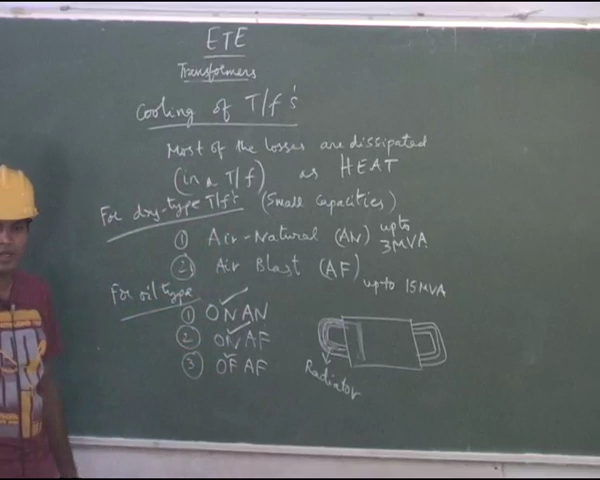 ETE
Transformers
Cooling of T/f's
Most of the losses are dissipated
(in a T/f) as HEAT
For dry-type T/f's (Small Capacities)
① Air-Natural (AN) upto 3MVA
② Air Blast (AF) upto 15MVA
For oil type
① ONAN
② ONAF
③ OFAF
Radiator